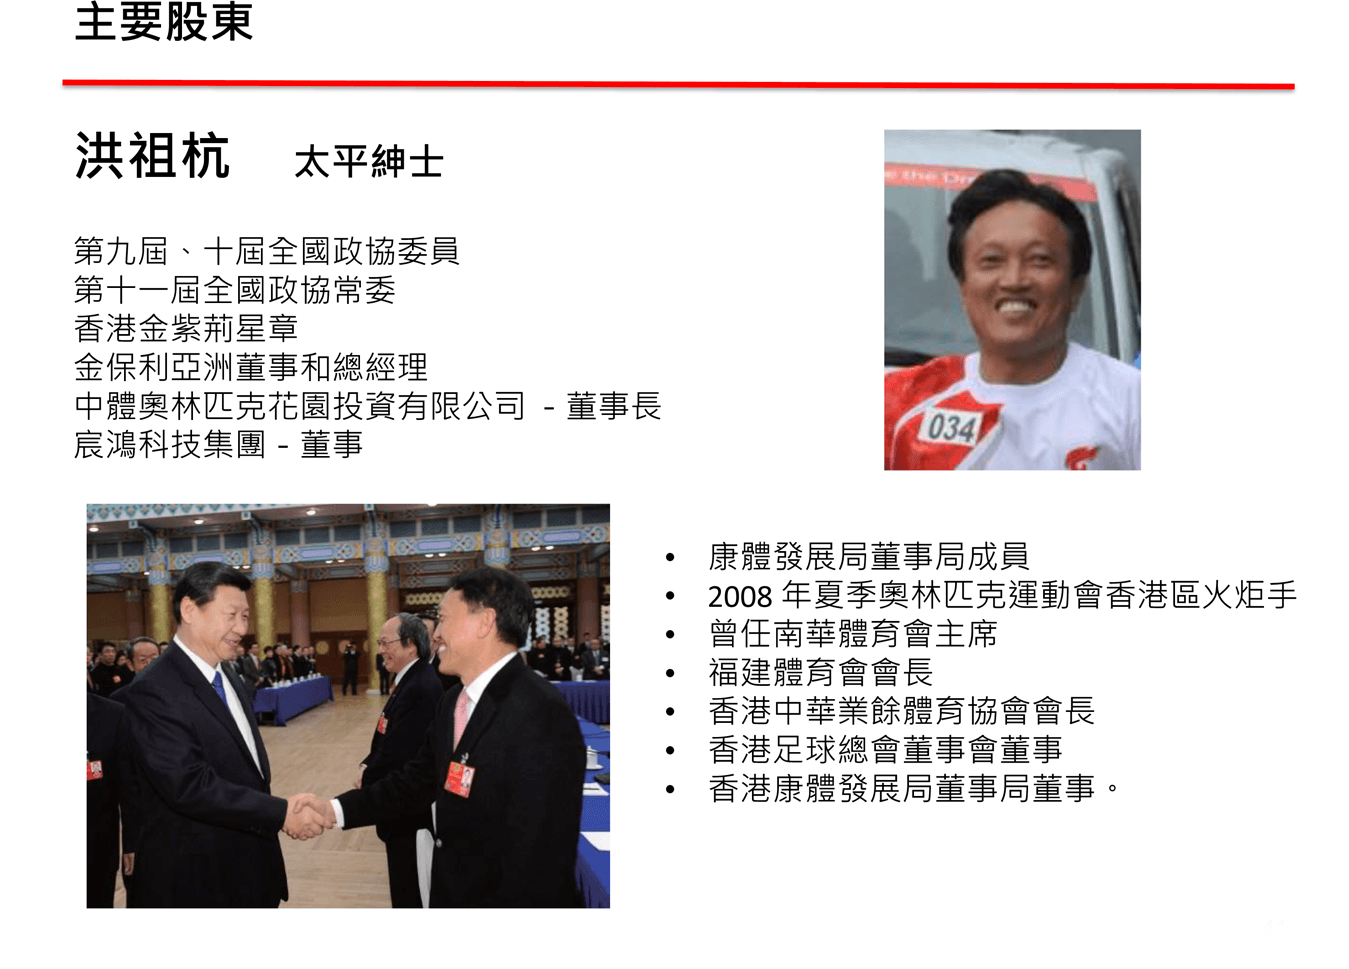 主要股東
洪祖杭 太平紳士
第九屆、十屆全國政協委員
第十一屆全國政協常委
香港金紫荊星章
金保利亞洲董事和總經理
中體奧林匹克花園投資有限公司 - 董事長
宸鴻科技集團 - 董事
e the Dr
034
• 康體發展局董事局成員
• 2008 年夏季奧林匹克運動會香港區火炬手
• 曾任南華體育會主席
• 福建體育會會長
• 香港中華業餘體育協會會長
• 香港足球總會董事會董事
• 香港康體發展局董事局董事。